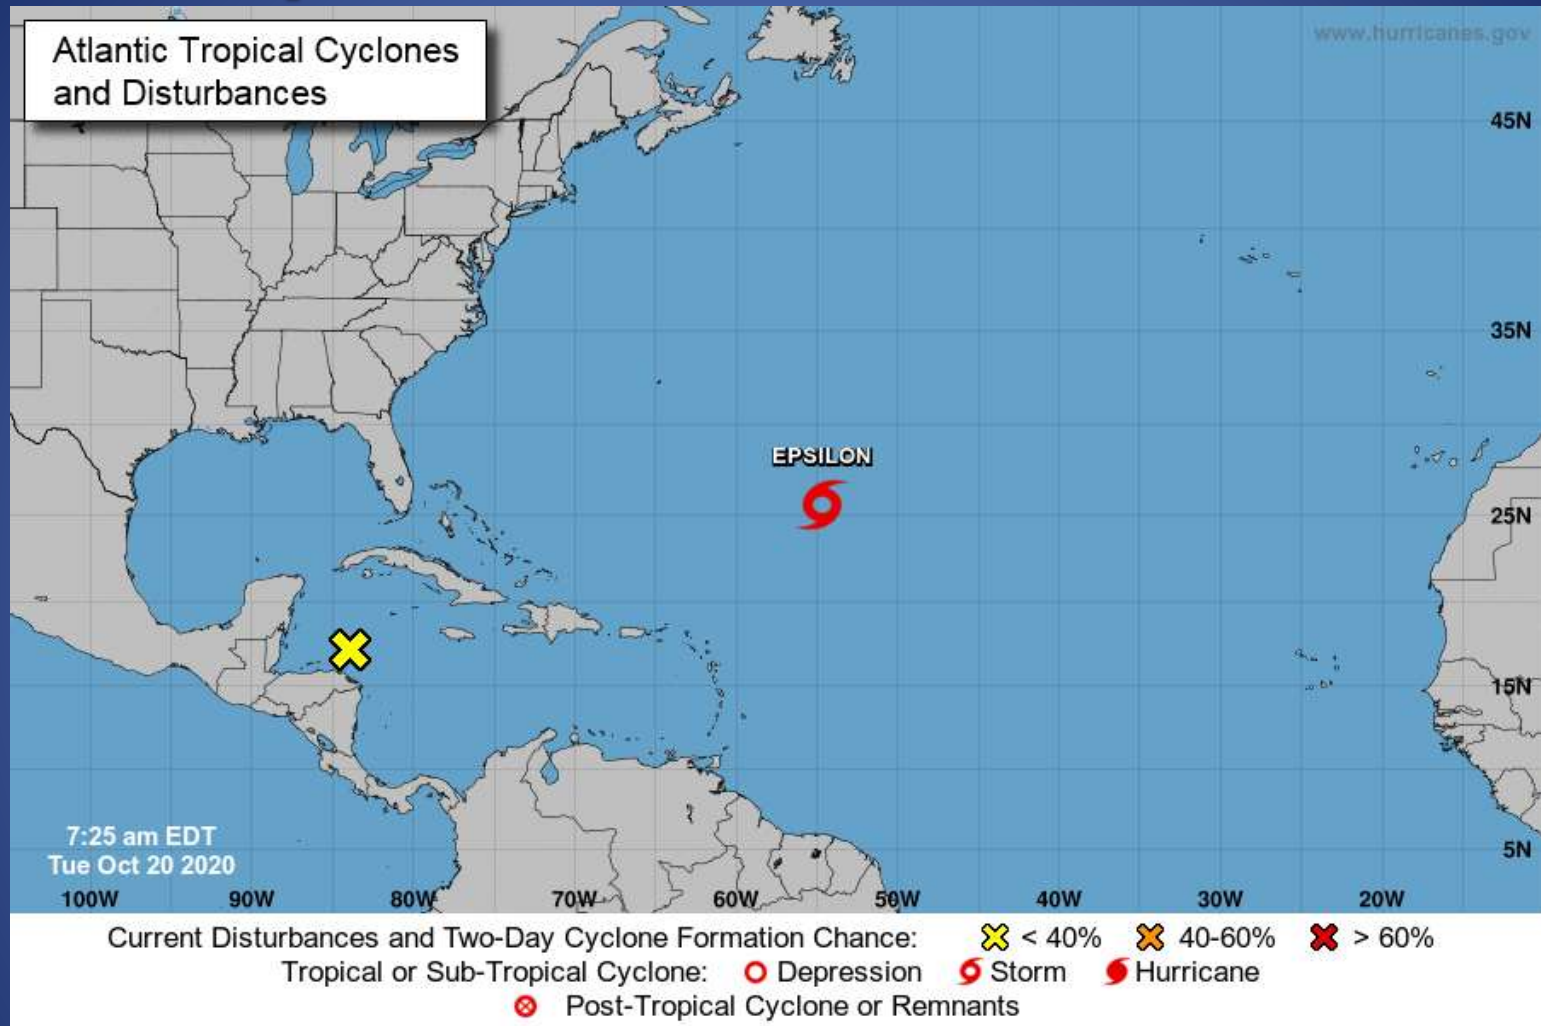 www.hurricanes.gov
Atlantic Tropical Cyclones
and Disturbances
45N
35N
EPSILON
25N
15N
7:25 am EDT
Tue Oct 20 2020
5N
100W 90W 80W 70W 60W 50W 40W 30W 20W
Current Disturbances and Two-Day Cyclone Formation Chance: < 40% 40-60% > 60%
Tropical or Sub-Tropical Cyclone: Depression Storm Hurricane
Post-Tropical Cyclone or Remnants